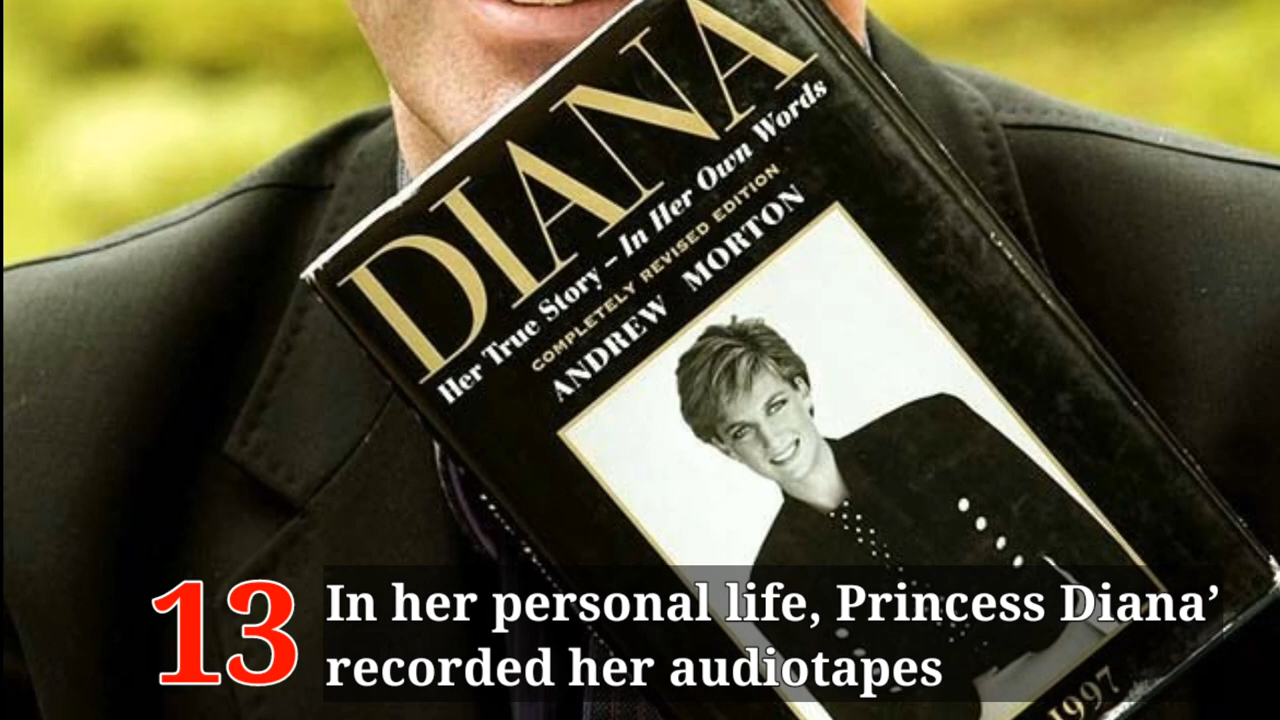 DIANA
Her True Story – In Her Own Words
COMPLETELY REVISED EDITION
ANDREW MORTON
1997
13
In her personal life, Princess Diana’
recorded her audiotapes